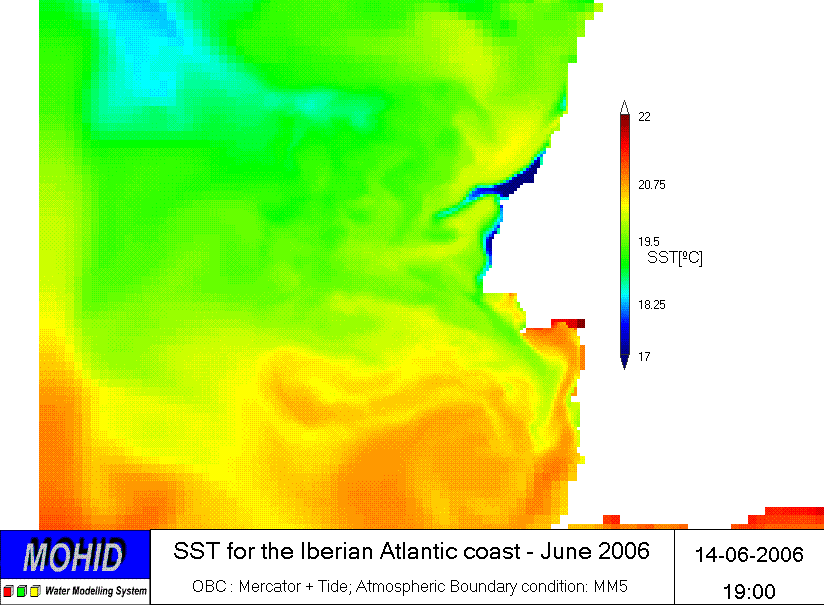 22
20.75
19.5
SST[ºC]
18.25
17
MOHID
Water Modelling System
SST for the Iberian Atlantic coast - June 2006
OBC : Mercator + Tide; Atmospheric Boundary condition: MM5
14-06-2006
19:00